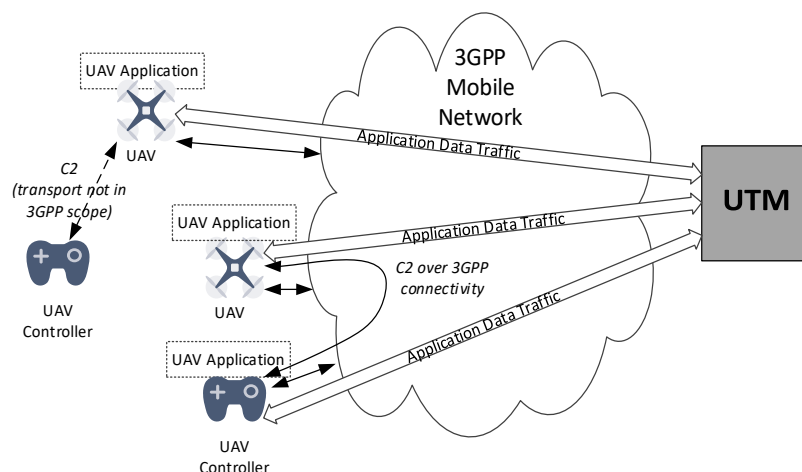 3GPP
Mobile
Network
UAV Application
UAV
Application Data Traffic
C2
(transport not in
3GPP scope)
UAV
Controller
UTM
UAV Application
UAV
Application Data Traffic
C2 over 3GPP
connectivity
Application Data Traffic
UAV Application
UAV
Controller